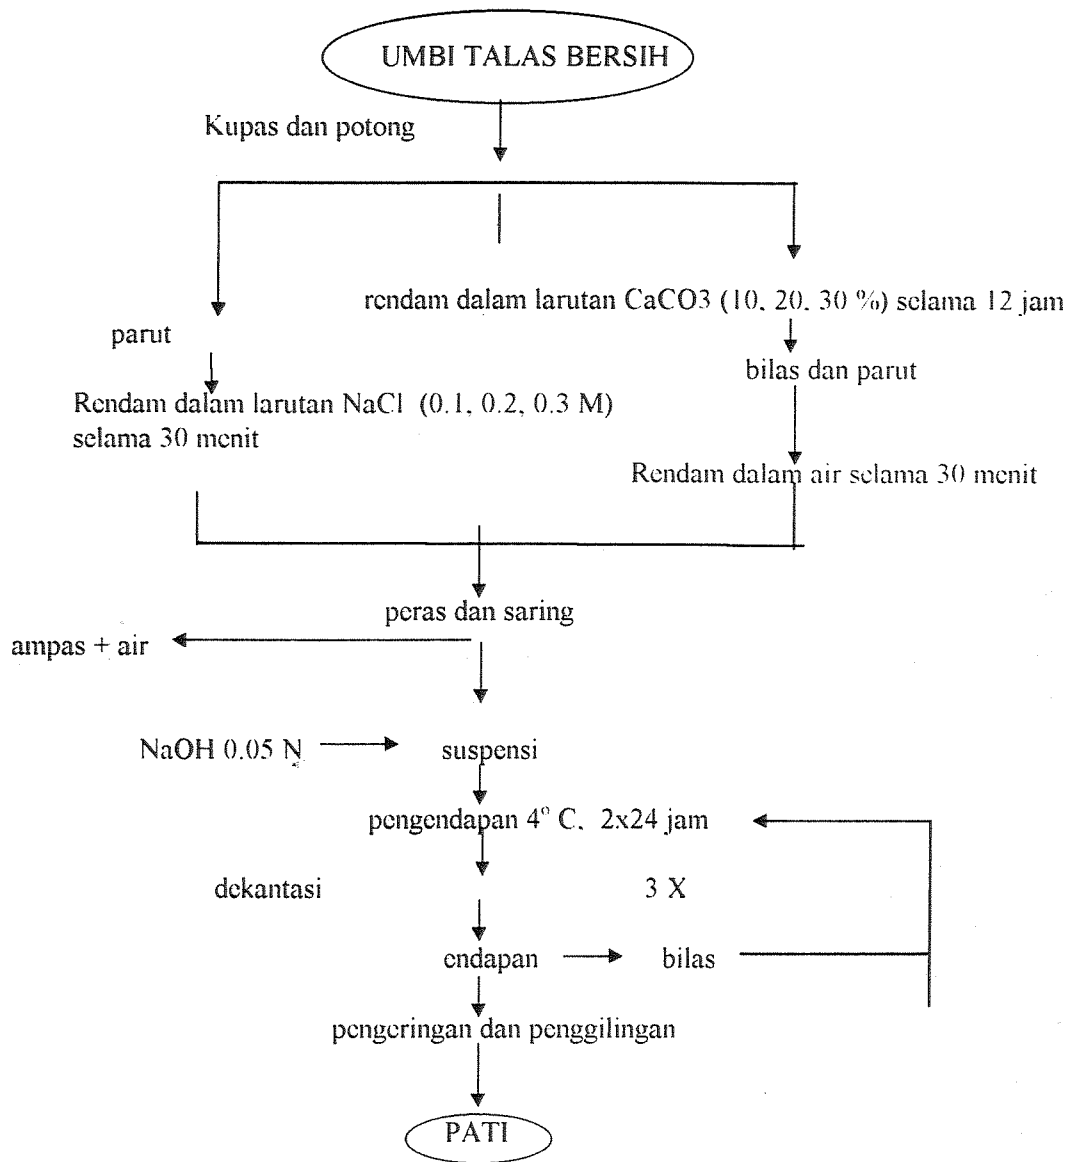 UMBI TALAS BERSIH
Kupas dan potong
rendam dalam larutan CaCO3 (10, 20, 30 %) selama 12 jam
parut
bilas dan parut
Rendam dalam larutan NaCl (0.1, 0.2, 0.3 M)
selama 30 menit
Rendam dalam air selama 30 menit
peras dan saring
ampas + air
NaOH 0.05 N
suspensi
pengendapan 4° C, 2x24 jam
dekantasi
3 X
endapan
bilas
pengeringan dan penggilingan
PATI